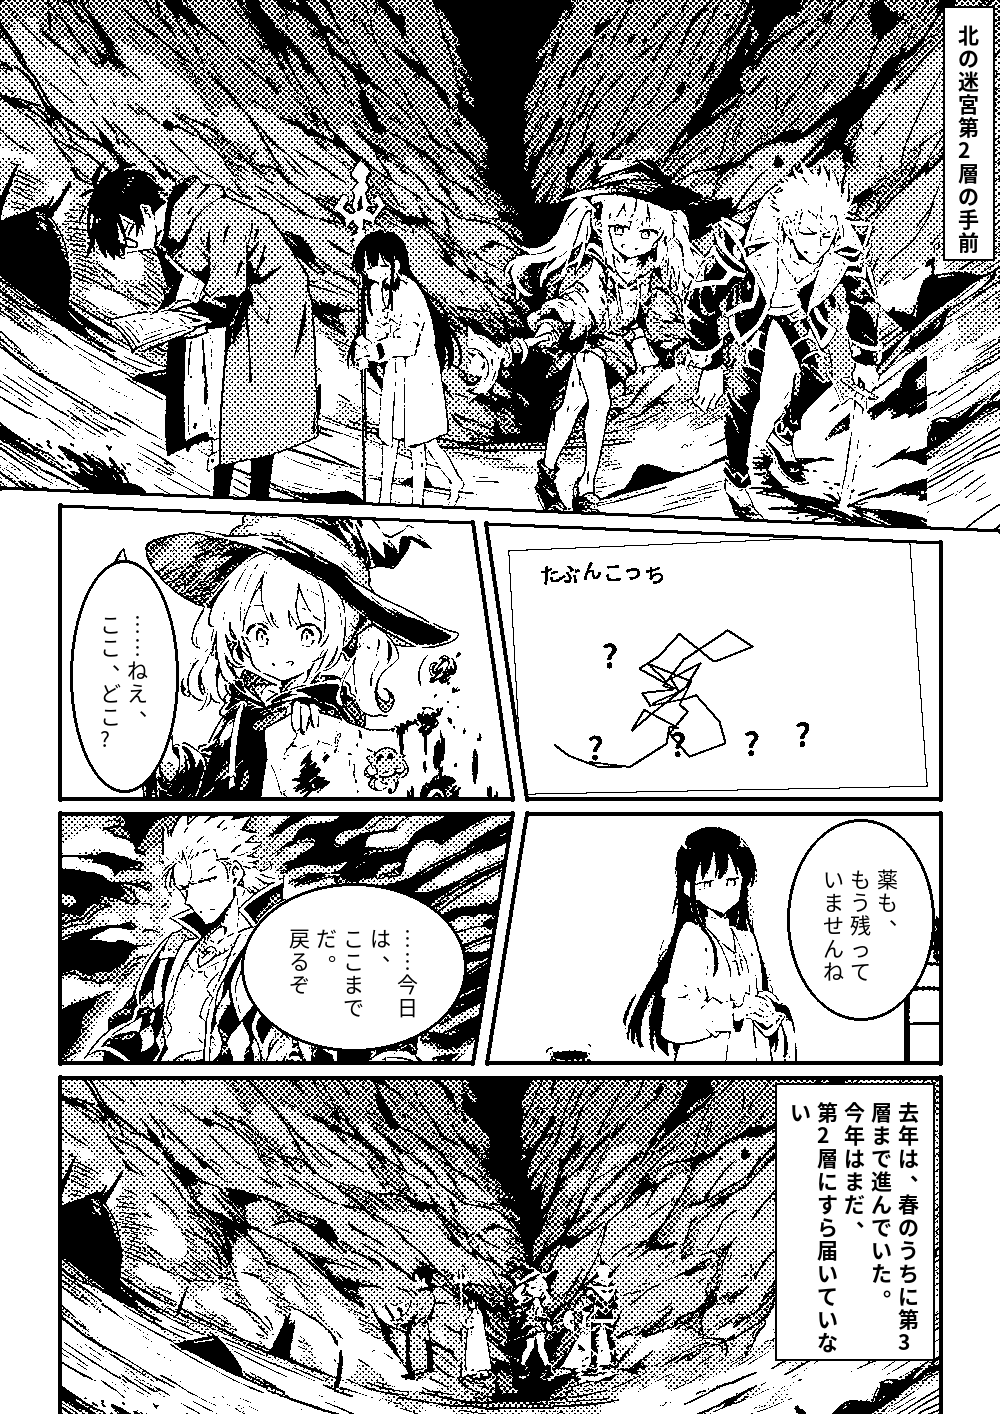 北の迷宮第2層の手前
たぶんこっち
?
?
?
?
?
……ねえ、
ここ、どこ?
薬も、
もう残って
いませんね
……今日
は、
ここまで
だ。
戻るぞ
去年は、春のうちに第3
層まで進んでいた。
今年はまだ、
第2層にすら届いていな
い